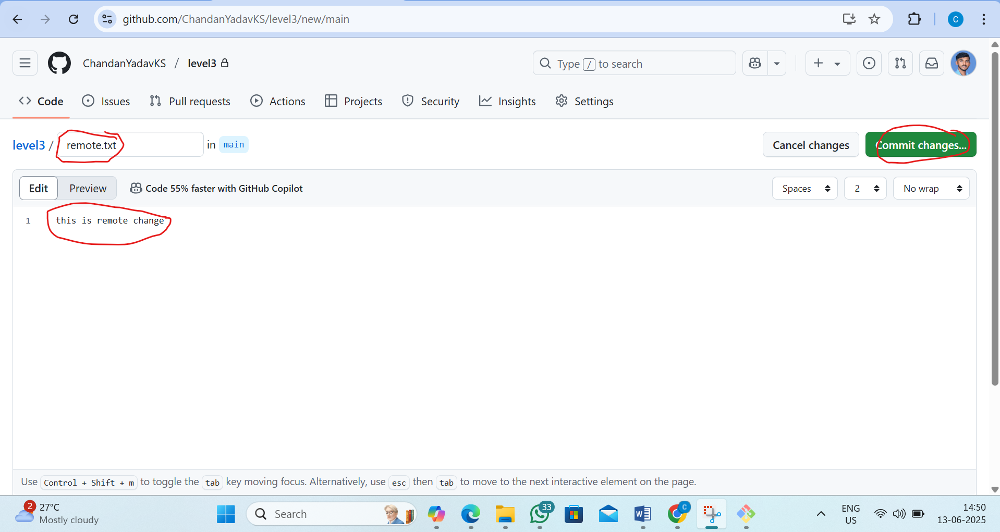 github.com/ChandanYadavKS/level3/new/main
C
ChandanYadavKS / level3
Type / to search
Code Issues Pull requests Actions Projects Security Insights Settings
level3 / remote.txt in main
Cancel changes Commit changes...
Edit Preview Code 55% faster with GitHub Copilot
Spaces 2 No wrap
1 this is remote change
Use Control + Shift + m to toggle the tab key moving focus. Alternatively, use esc then tab to move to the next interactive element on the page.
2 27°C
Mostly cloudy
Search
33
W
C
ENG
US
14:50
13-06-2025